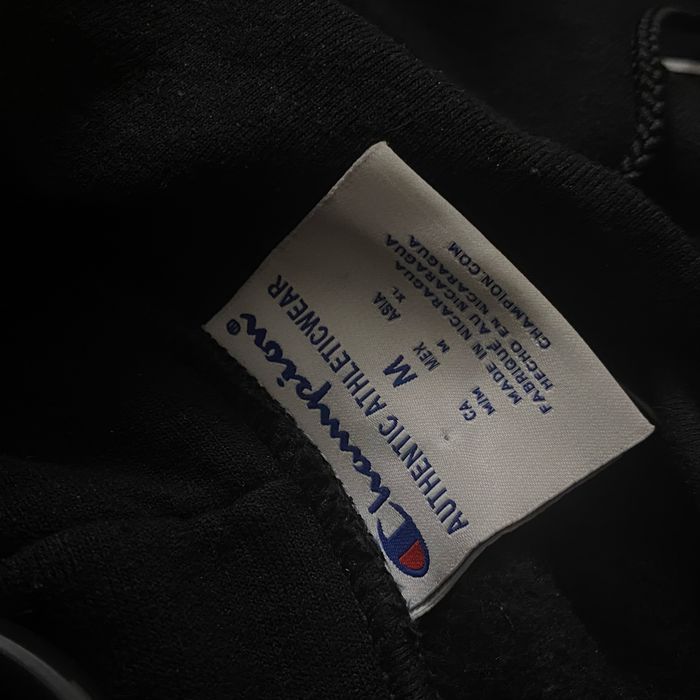 Champion®
AUTHENTIC ATHLETICWEAR
M
CA MEX ASIA
M/M M XL
MADE IN NICARAGUA
FABRIQUÉ AU NICARAGUA
HECHO EN NICARAGUA
CHAMPION.COM